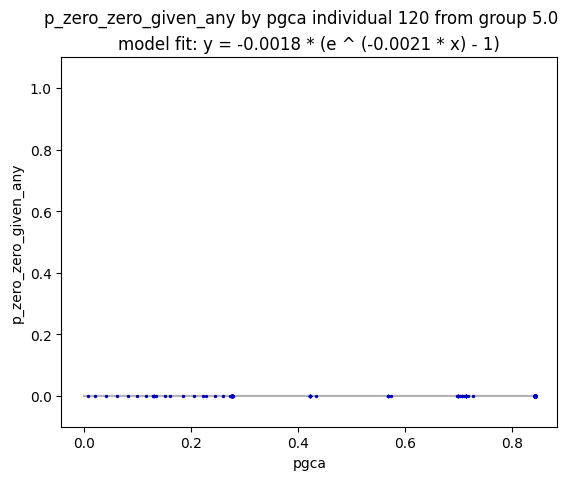 p_zero_zero_given_any by pgca individual 120 from group 5.0
model fit: y = -0.0018 * (e ^ (-0.0021 * x) - 1)
1.0
0.8
0.6
0.4
0.2
0.0
p_zero_zero_given_any
0.0 0.2 0.4 0.6 0.8
pgca